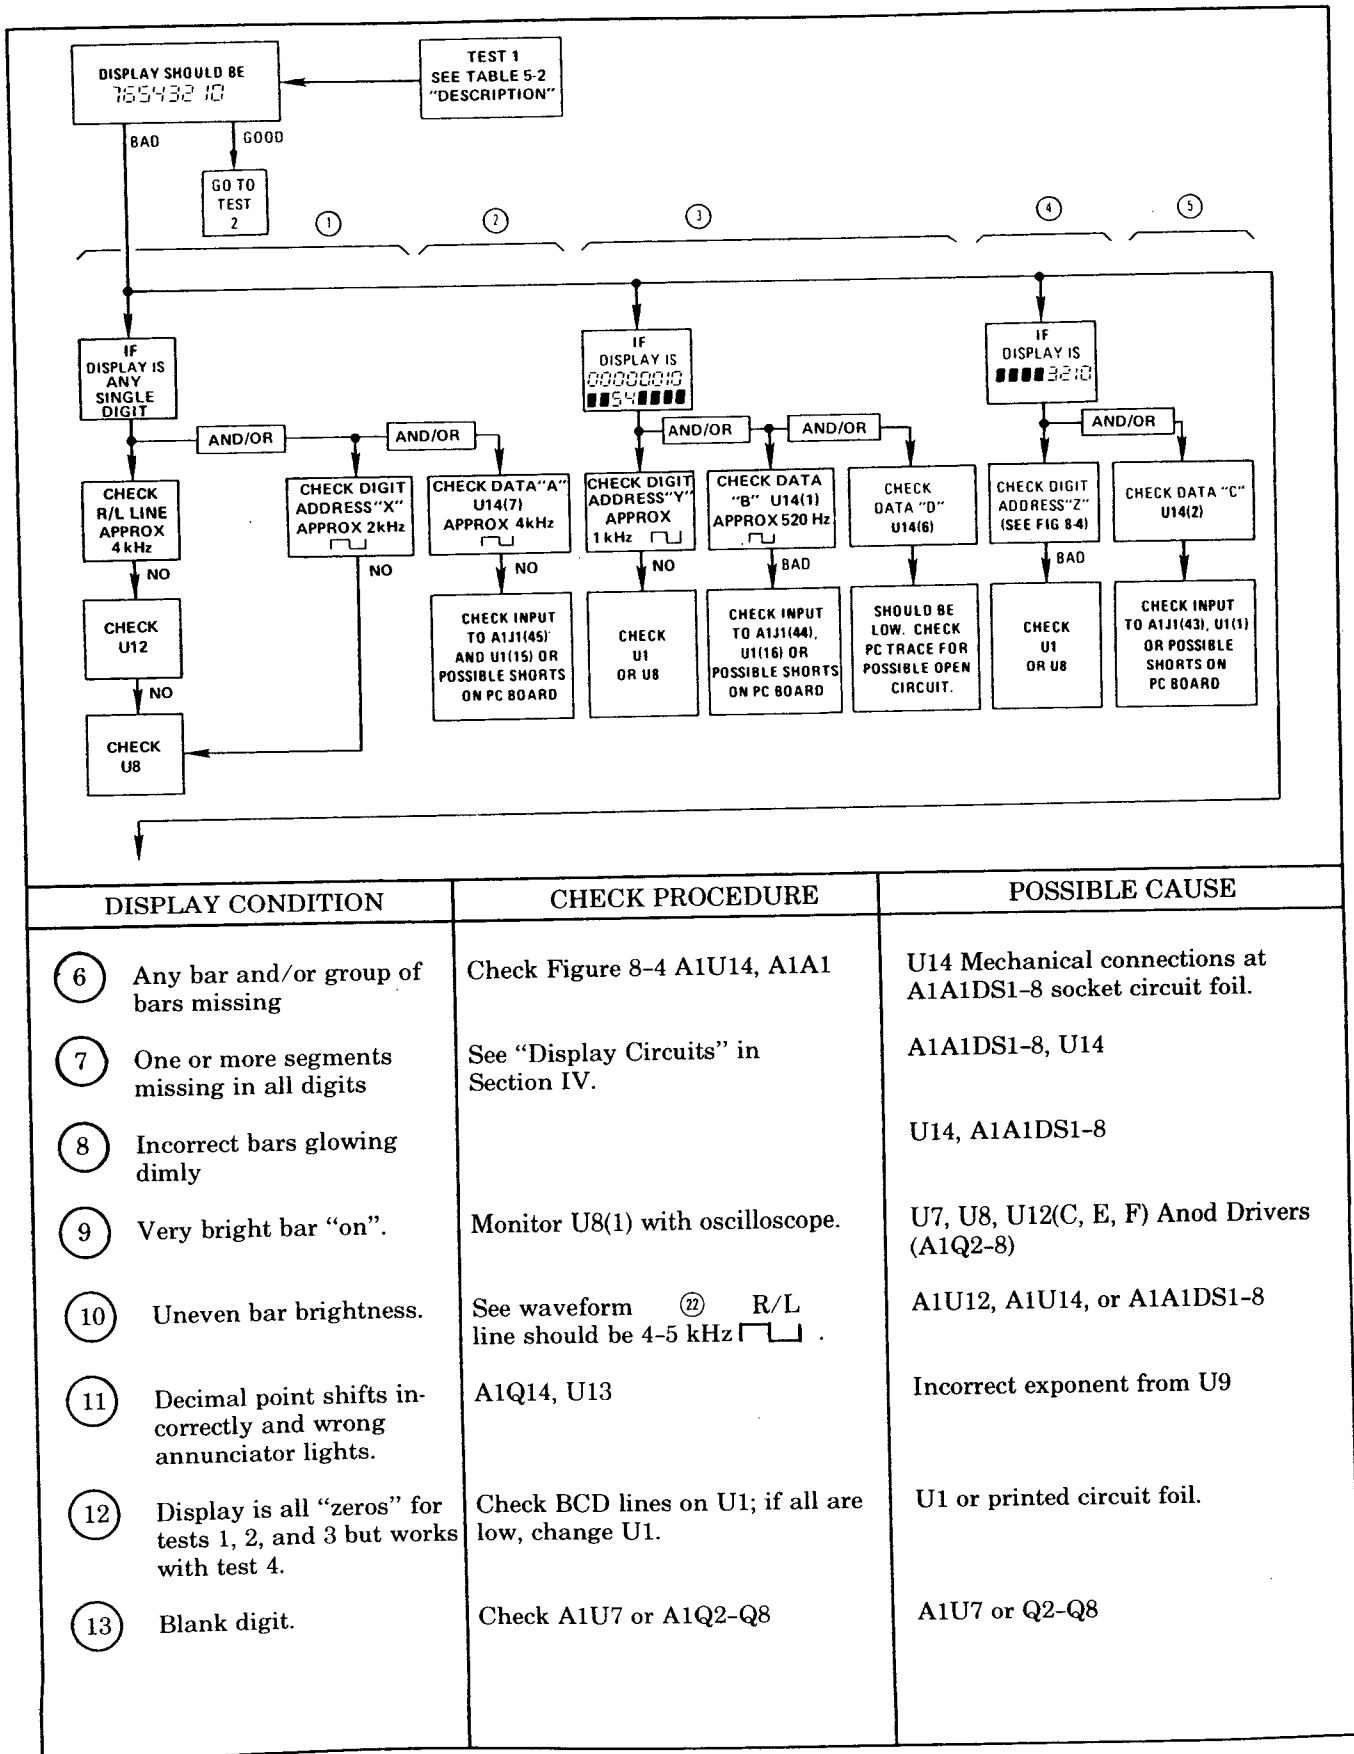 DISPLAY SHOULD BE
76543210
TEST 1
SEE TABLE 5-2
"DESCRIPTION"
BAD
GOOD
GO TO
TEST
2
1
2
3
4
5
IF
DISPLAY IS
ANY
SINGLE
DIGIT
IF
DISPLAY IS
00000010
54
IF
DISPLAY IS
3210
AND/OR
AND/OR
AND/OR
AND/OR
AND/OR
CHECK
R/L LINE
APPROX
4 kHz
CHECK DIGIT
ADDRESS"X"
APPROX 2kHz
CHECK DATA"A"
U14(7)
APPROX 4kHz
CHECK DIGIT
ADDRESS"Y"
APPROX
1 kHz
CHECK DATA
"B" U14(1)
APPROX 520 Hz
CHECK
DATA "D"
U14(6)
CHECK DIGIT
ADDRESS"Z"
(SEE FIG 8-4)
CHECK DATA "C"
U14(2)
NO
NO
NO
NO
BAD
BAD
CHECK
U12
CHECK INPUT
TO A1J1(45)
AND U1(15) OR
POSSIBLE SHORTS
ON PC BOARD
CHECK
U1
OR U8
CHECK INPUT
TO A1J1(44),
U1(16) OR
POSSIBLE SHORTS
ON PC BOARD
SHOULD BE
LOW. CHECK
PC TRACE FOR
POSSIBLE OPEN
CIRCUIT.
CHECK
U1
OR U8
CHECK INPUT
TO A1J1(43), U1(1)
OR POSSIBLE
SHORTS ON
PC BOARD
NO
CHECK
U8
DISPLAY CONDITION
CHECK PROCEDURE
POSSIBLE CAUSE
6 Any bar and/or group of
bars missing
Check Figure 8-4 A1U14, A1A1
U14 Mechanical connections at
A1A1DS1-8 socket circuit foil.
7 One or more segments
missing in all digits
See "Display Circuits" in
Section IV.
A1A1DS1-8, U14
8 Incorrect bars glowing
dimly
U14, A1A1DS1-8
9 Very bright bar "on".
Monitor U8(1) with oscilloscope.
U7, U8, U12(C, E, F) Anod Drivers
(A1Q2-8)
10 Uneven bar brightness.
See waveform 22 R/L
line should be 4-5 kHz .
A1U12, A1U14, or A1A1DS1-8
11 Decimal point shifts in-
correctly and wrong
annunciator lights.
A1Q14, U13
Incorrect exponent from U9
12 Display is all "zeros" for
tests 1, 2, and 3 but works
with test 4.
Check BCD lines on U1; if all are
low, change U1.
U1 or printed circuit foil.
13 Blank digit.
Check A1U7 or A1Q2-Q8
A1U7 or Q2-Q8